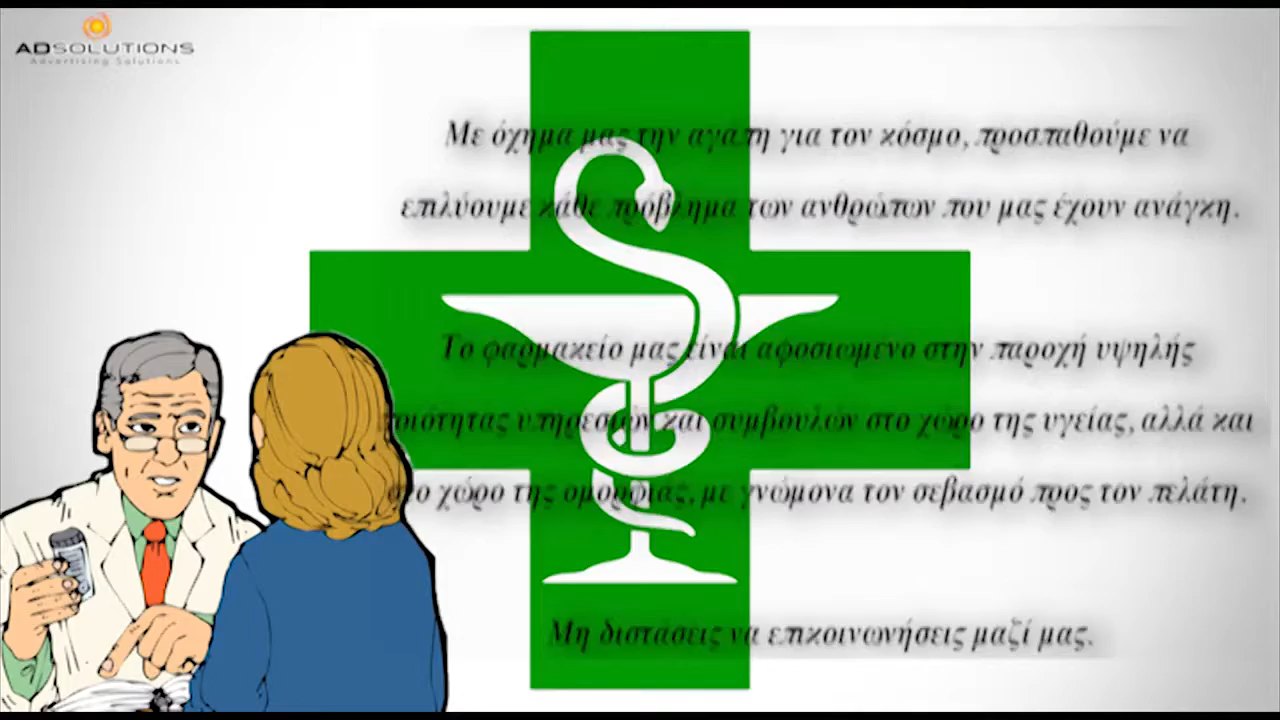 ADSOLUTIONS
Advertising Solutions
Με όχημα μας την αγάπη για τον κόσμο, προσπαθούμε να
επιλύουμε κάθε πρόβλημα των ανθρώπων που μας έχουν ανάγκη.
Το φαρμακείο μας είναι αφοσιωμένο στην παροχή υψηλής
ποιότητας υπηρεσιών και συμβουλών στο χώρο της υγείας, αλλά και
στο χώρο της ομορφιας, με γνώμονα τον σεβασμό προς τον πελάτη.
Μη διστάσεις να επικοινωνήσεις μαζί μας.